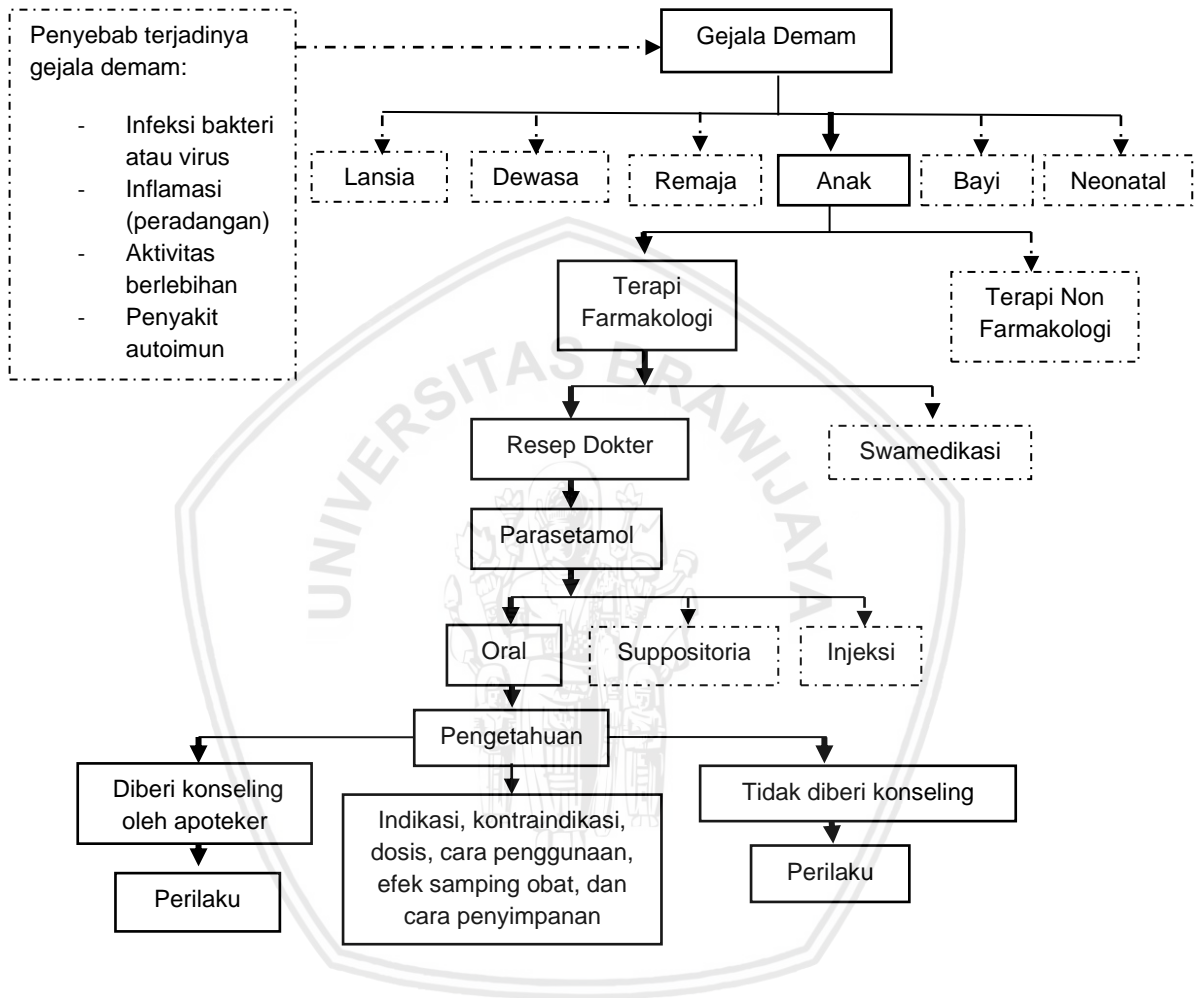 Penyebab terjadinya
gejala demam:
- Infeksi bakteri
atau virus
- Inflamasi
(peradangan)
- Aktivitas
berlebihan
- Penyakit
autoimun
Gejala Demam
Lansia
Dewasa
Remaja
Anak
Bayi
Neonatal
Terapi
Farmakologi
Terapi Non
Farmakologi
Resep Dokter
Swamedikasi
Parasetamol
Oral
Suppositoria
Injeksi
Pengetahuan
Diberi konseling
oleh apoteker
Indikasi, kontraindikasi,
dosis, cara penggunaan,
efek samping obat, dan
cara penyimpanan
Tidak diberi konseling
Perilaku
Perilaku
UNIVERSITAS BRAWIJAYA